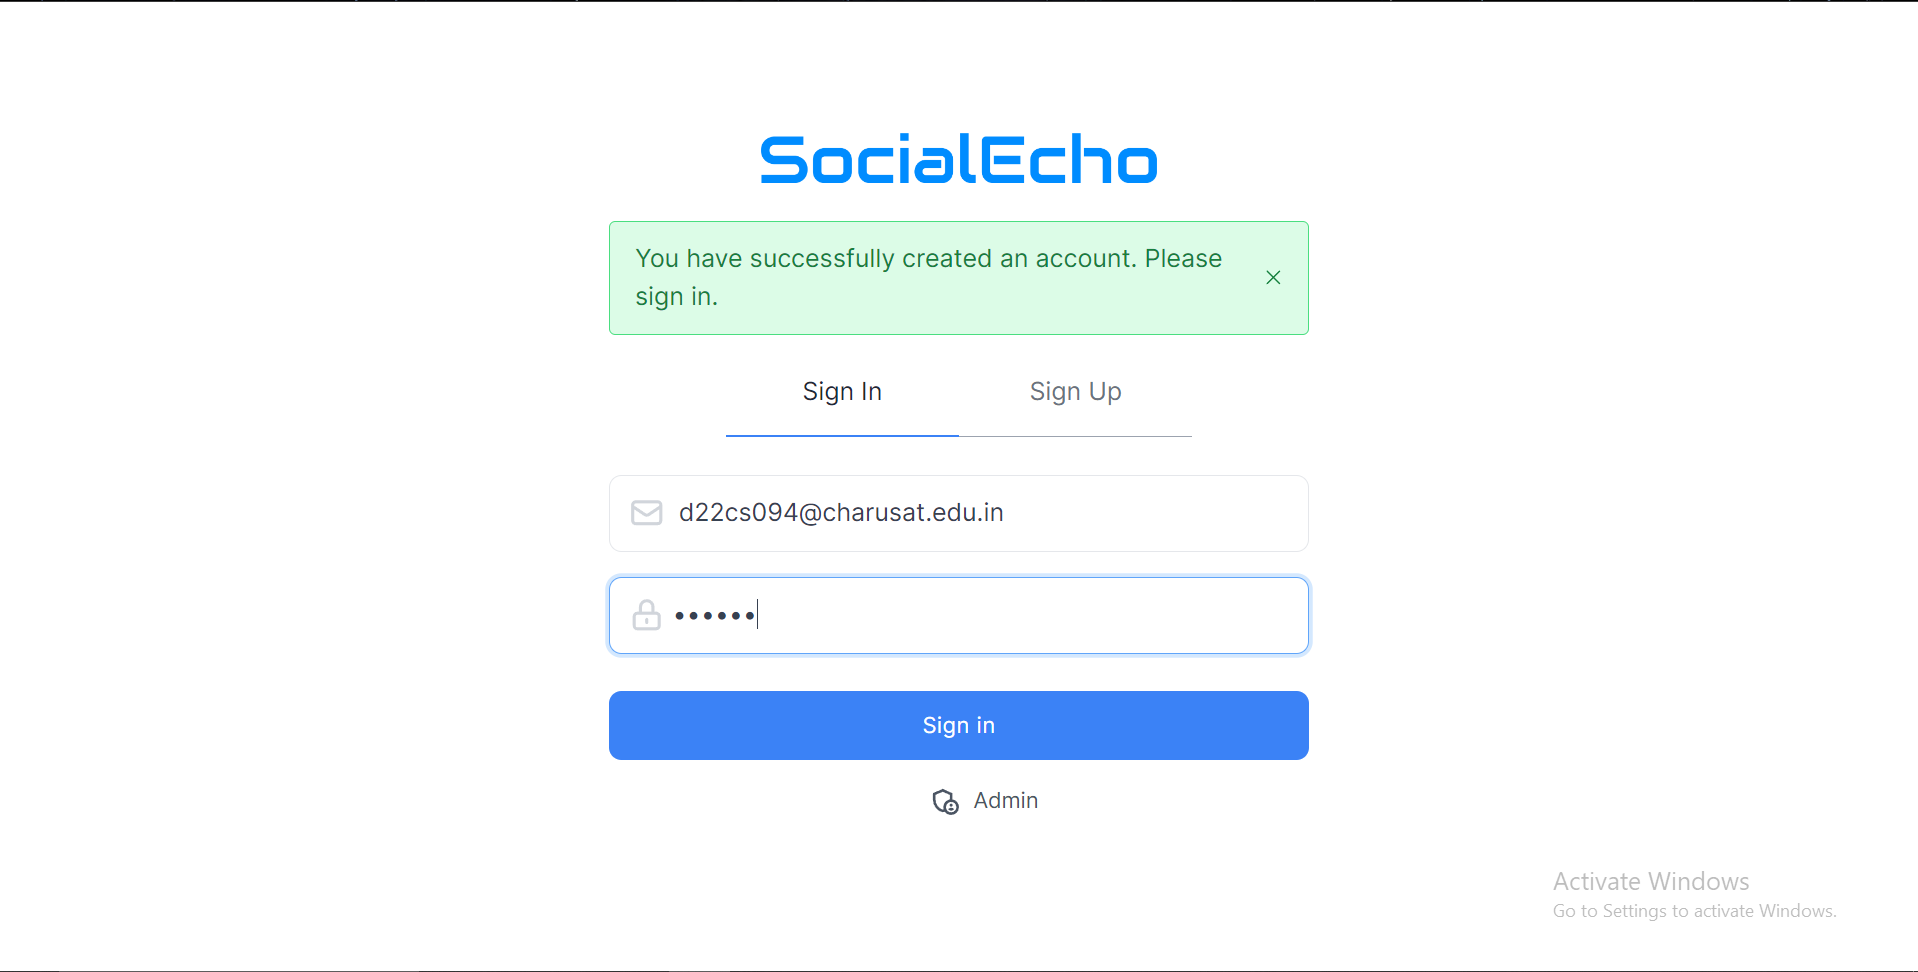 SocialEcho
You have successfully created an account. Please
sign in.
Sign In Sign Up
d22cs094@charusat.edu.in
••••••
Sign in
Admin
Activate Windows
Go to Settings to activate Windows.